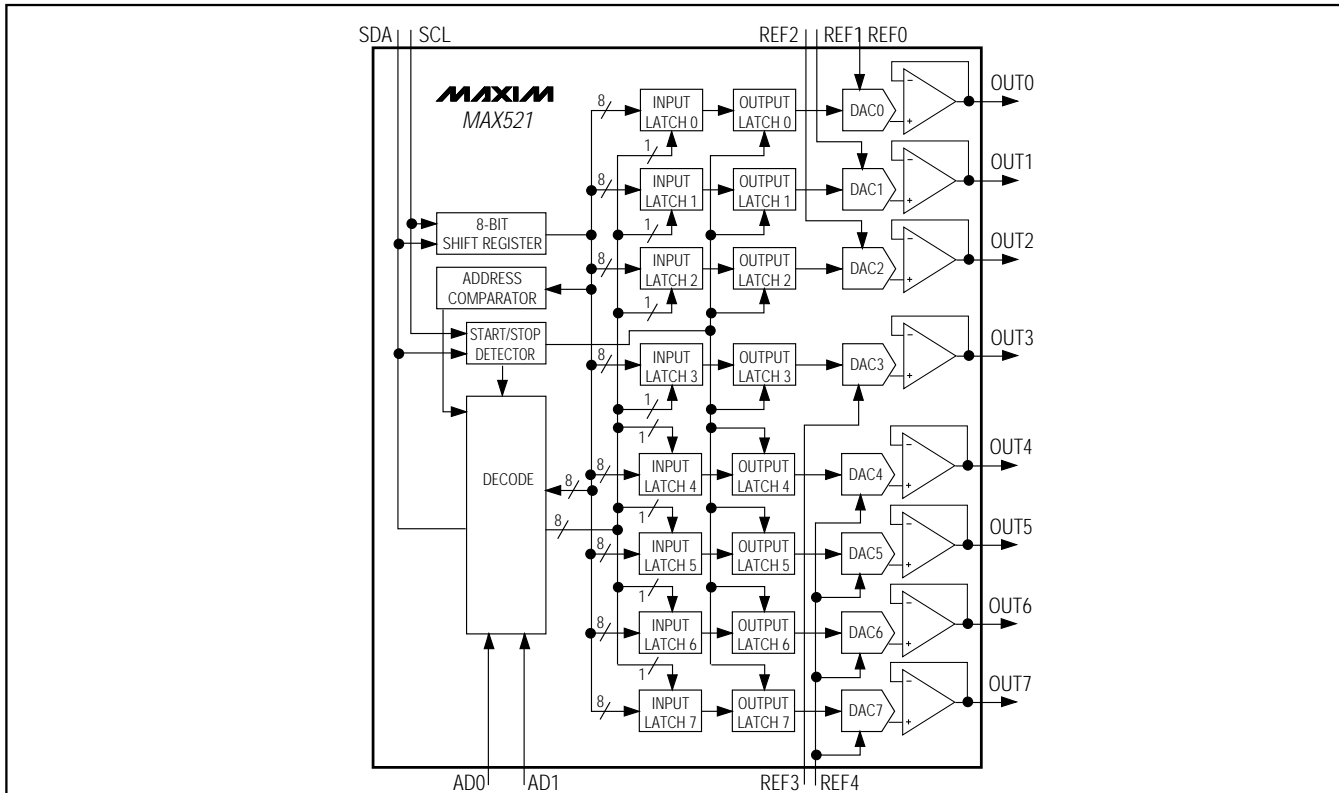 SDA SCL REF2 REF1 REF0
MAXIM
MAX521
8 INPUT LATCH 0
OUTPUT LATCH 0
DAC0
- +
OUT0
1
8 INPUT LATCH 1
OUTPUT LATCH 1
DAC1
- +
OUT1
1
8-BIT
SHIFT REGISTER
8 INPUT LATCH 2
OUTPUT LATCH 2
DAC2
- +
OUT2
1
ADDRESS
COMPARATOR
START/STOP
DETECTOR
8 INPUT LATCH 3
OUTPUT LATCH 3
DAC3
- +
OUT3
1
1
DECODE
8
8
8 INPUT LATCH 4
OUTPUT LATCH 4
DAC4
- +
OUT4
1
8 INPUT LATCH 5
OUTPUT LATCH 5
DAC5
- +
OUT5
1
8 INPUT LATCH 6
OUTPUT LATCH 6
DAC6
- +
OUT6
1
8 INPUT LATCH 7
OUTPUT LATCH 7
DAC7
- +
OUT7
AD0 AD1 REF3 REF4